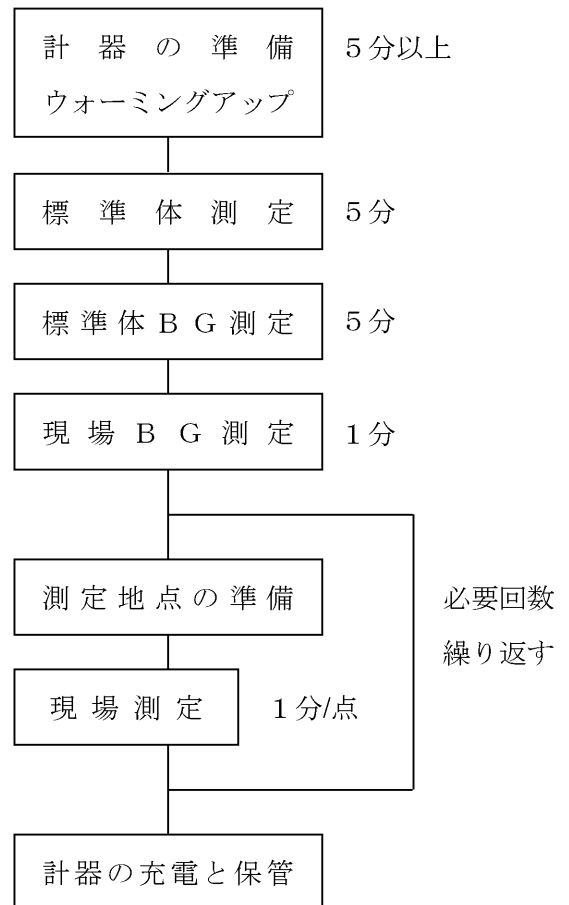 計器の準備
ウォーミングアップ
5分以上
標準体測定
5分
標準体BG測定
5分
現場BG測定
1分
測定地点の準備
現場測定
1分/点
必要回数
繰り返す
計器の充電と保管